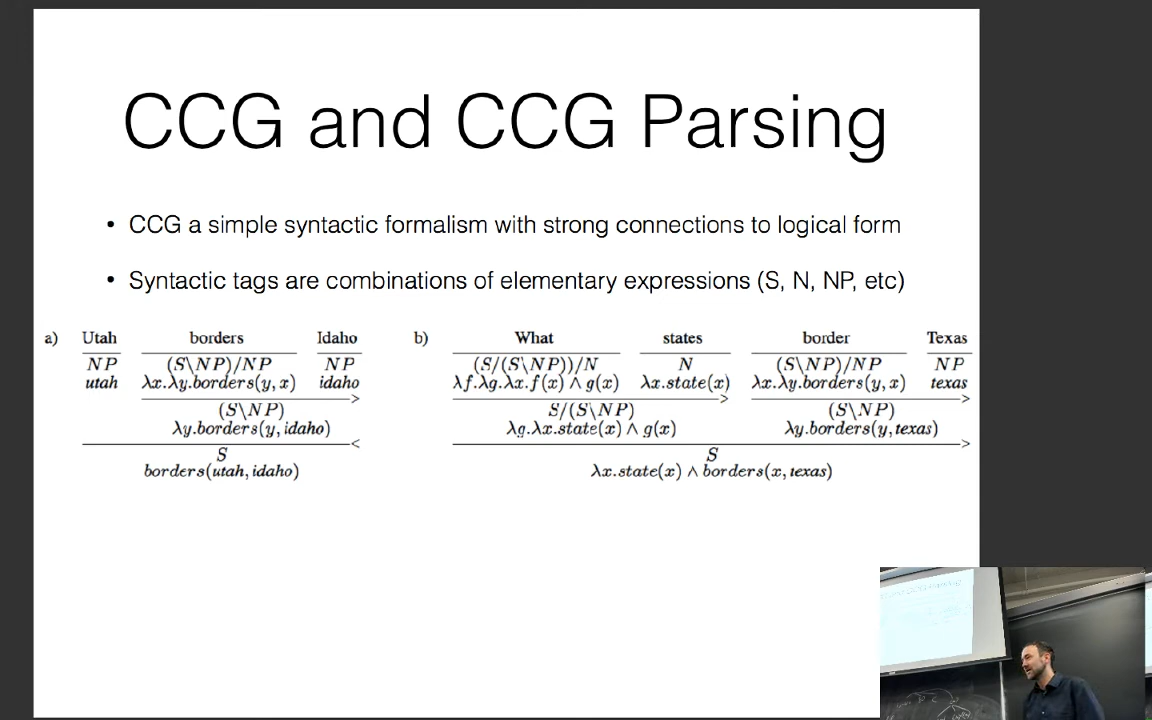 CCG and CCG Parsing
• CCG a simple syntactic formalism with strong connections to logical form
• Syntactic tags are combinations of elementary expressions (S, N, NP, etc)
a) Utah borders Idaho
NP (S\NP)/NP NP
utah λx.λy.borders(y, x) idaho
>
(S\NP)
λy.borders(y, idaho)
<
S
borders(utah, idaho)
b) What states border Texas
(S/(S\NP))/N N (S\NP)/NP NP
λf.λg.λx.f(x) ∧ g(x) λx.state(x) λx.λy.borders(y, x) texas
> >
S/(S\NP) (S\NP)
λg.λx.state(x) ∧ g(x) λy.borders(y, texas)
>
S
λx.state(x) ∧ borders(x, texas)